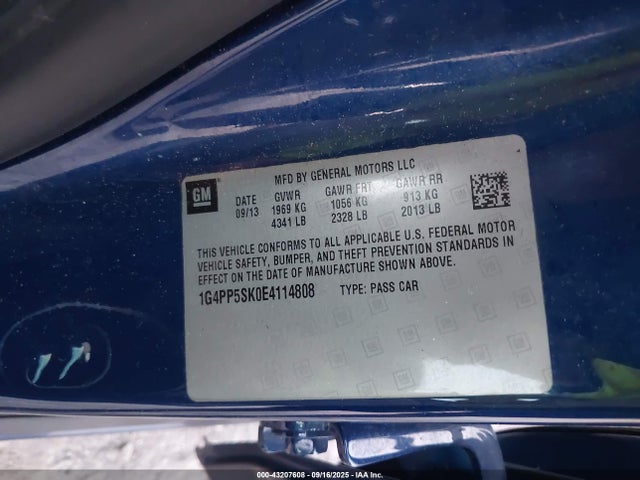 MFD BY GENERAL MOTORS LLC
GM
DATE GVWR GAWR FRT GAWR RR
09/13 1969 KG 1056 KG 913 KG
4341 LB 2328 LB 2013 LB
THIS VEHICLE CONFORMS TO ALL APPLICABLE U.S. FEDERAL MOTOR
VEHICLE SAFETY, BUMPER, AND THEFT PREVENTION STANDARDS IN
EFFECT ON THE DATE OF MANUFACTURE SHOWN ABOVE.
1G4PP5SK0E4114808 TYPE: PASS CAR
000-43207608 09/16/2025 IAA Inc.